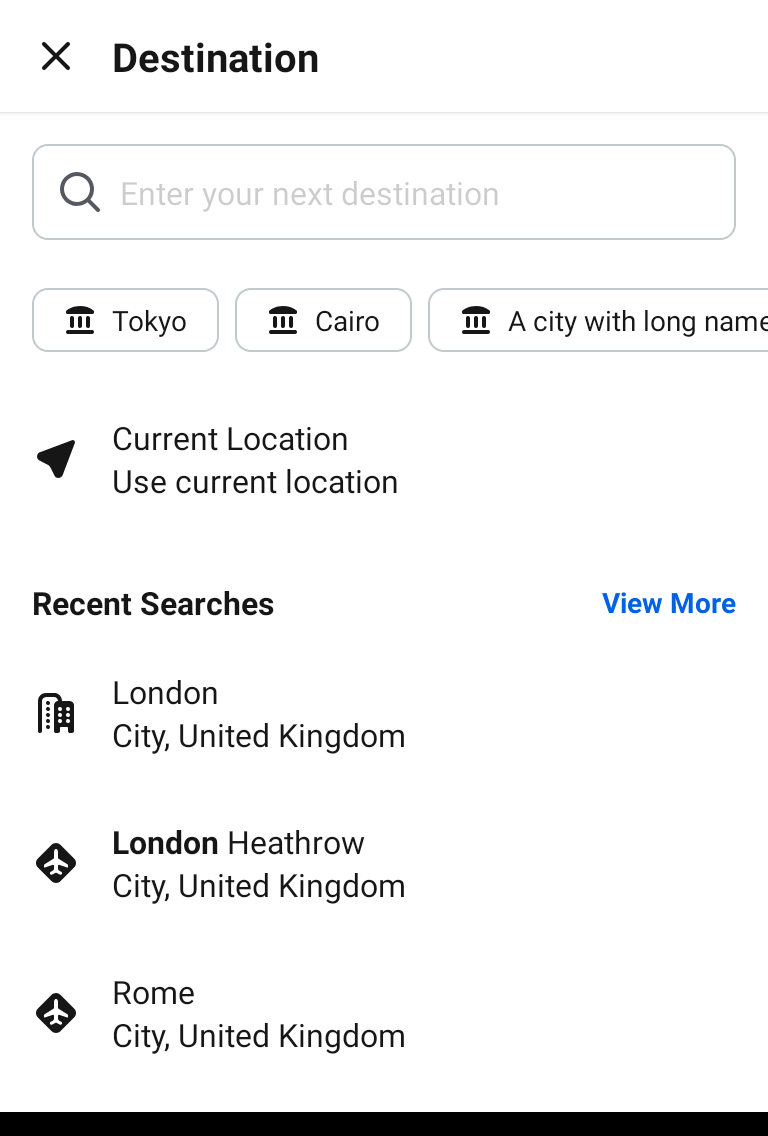 Destination
Enter your next destination
Tokyo
Cairo
A city with long name
Current Location
Use current location
Recent Searches
View More
London
City, United Kingdom
London Heathrow
City, United Kingdom
Rome
City, United Kingdom